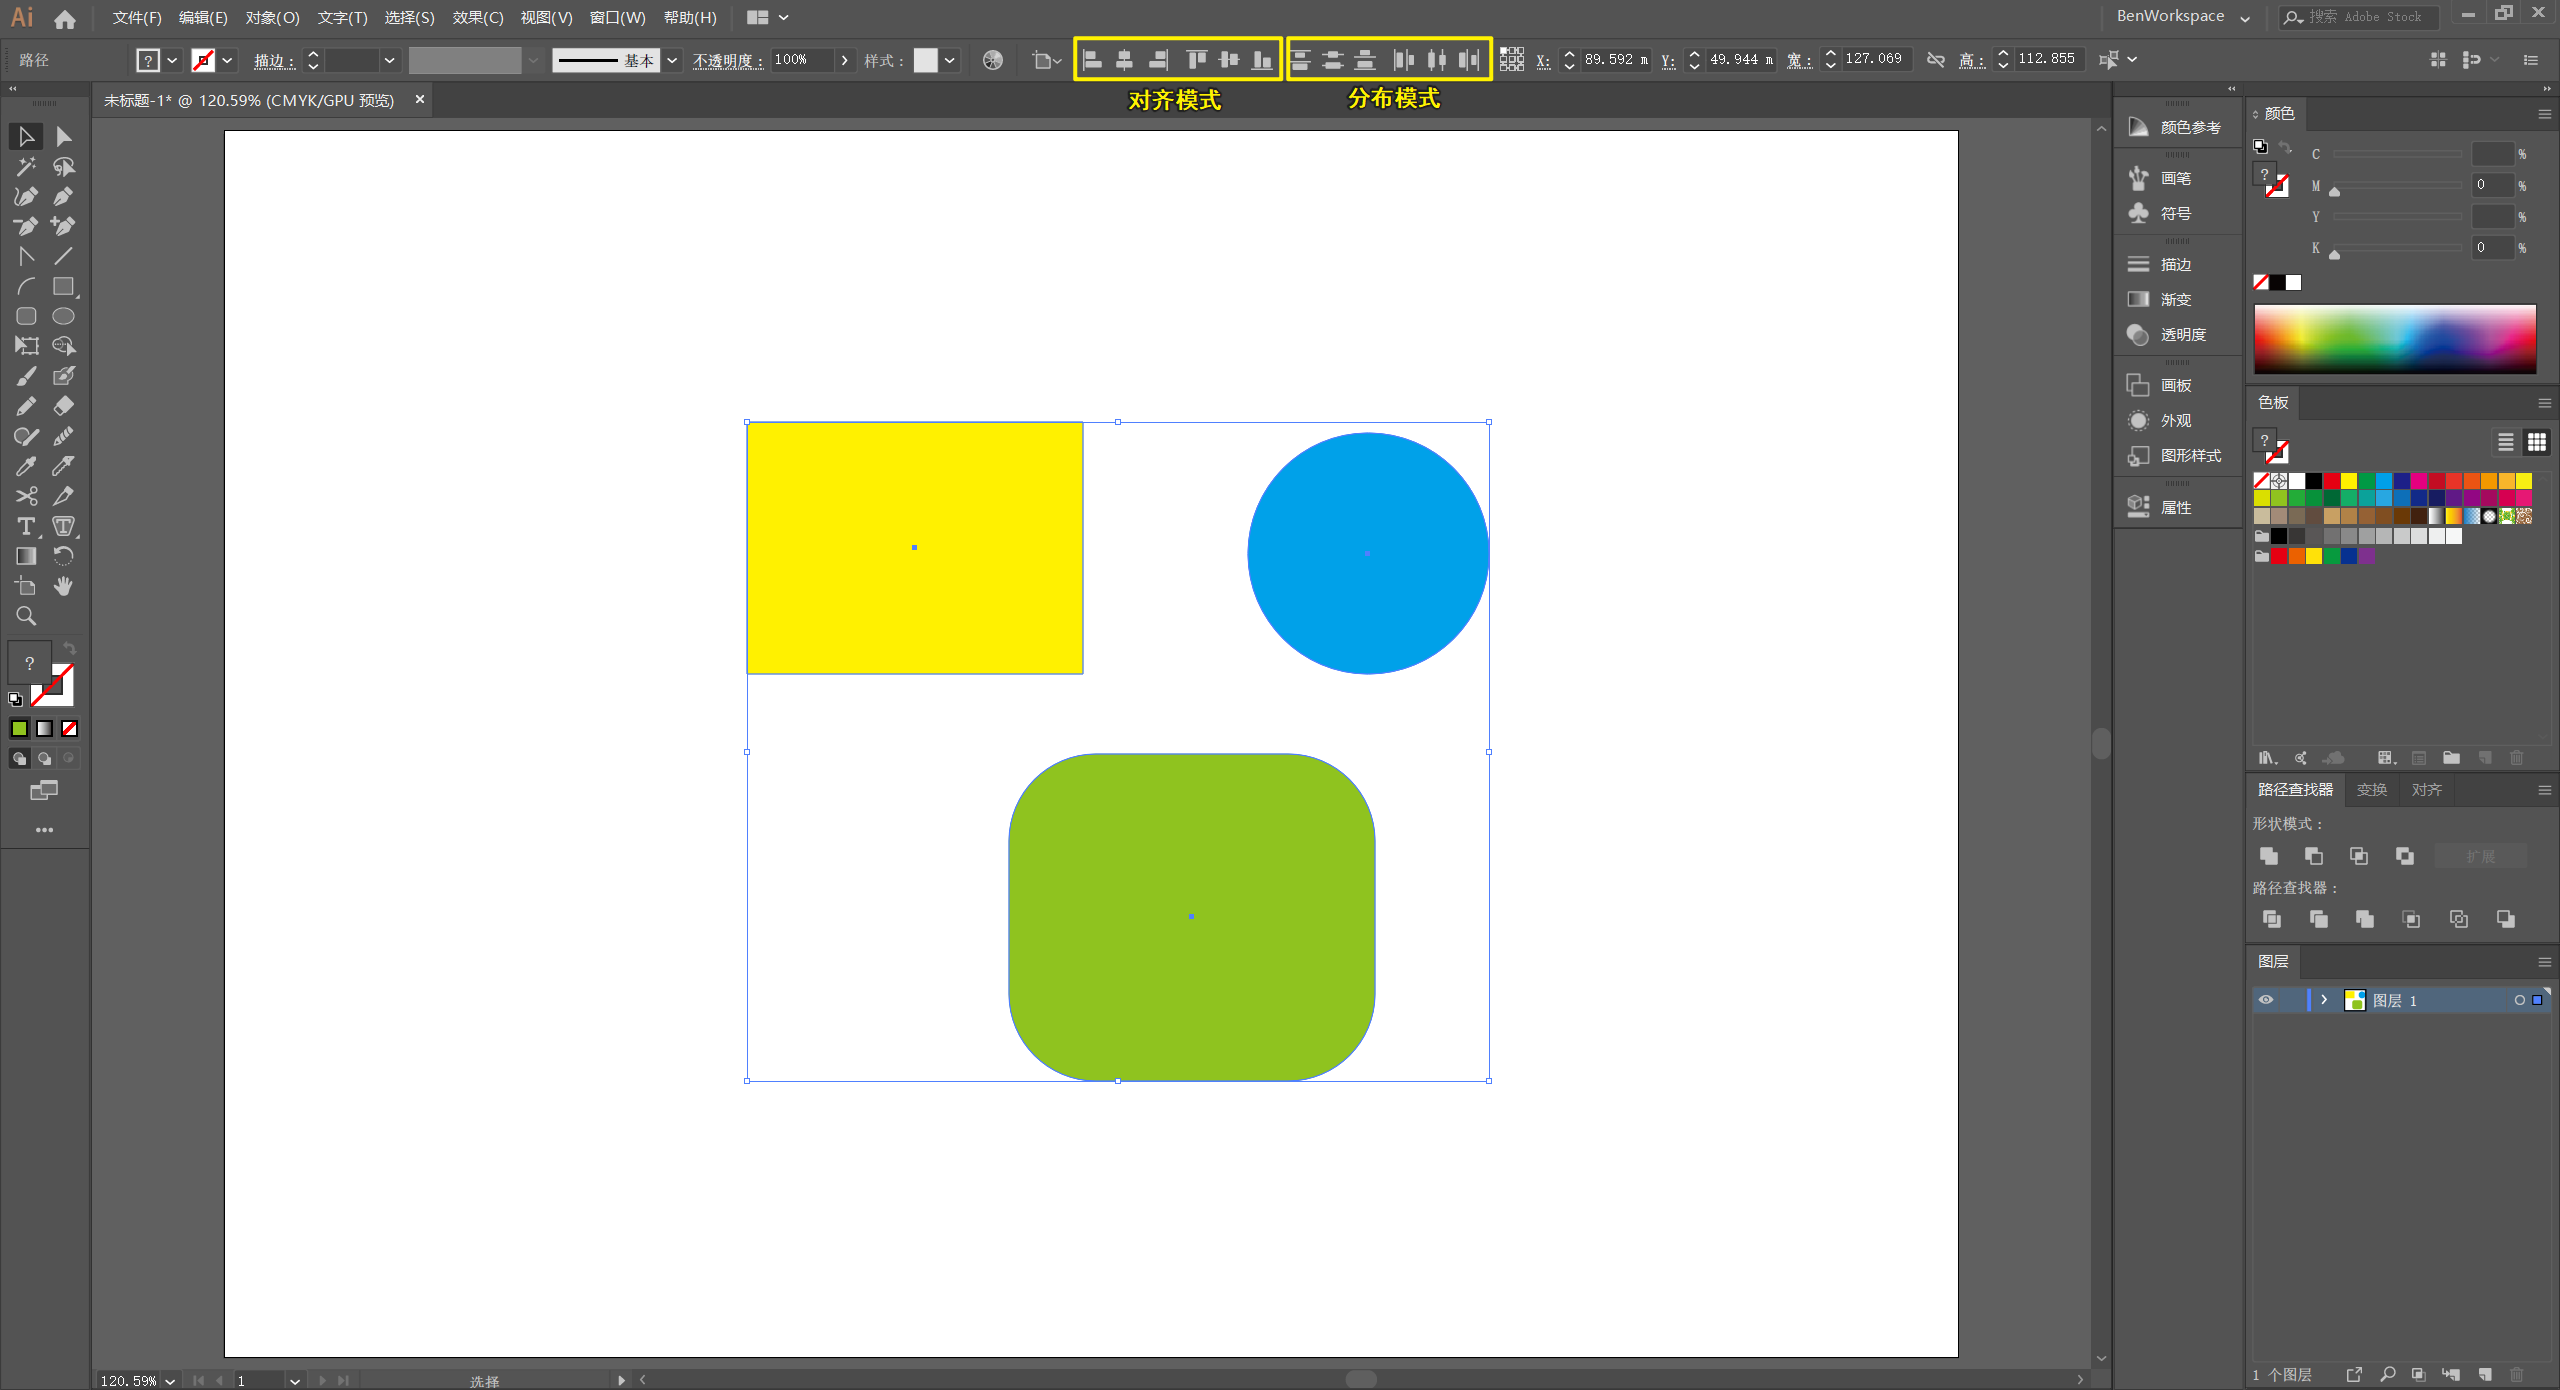 Ai 文件(F) 编辑(E) 对象(O) 文字(T) 选择(S) 效果(C) 视图(V) 窗口(W) 帮助(H) BenWorkspace 搜索 Adobe Stock
路径 ? 描边： 基本 不透明度： 100% 样式： X: 89.592 m Y: 49.944 m 宽： 127.069 高： 112.855
未标题-1* @ 120.59% (CMYK/GPU 预览) ×
对齐模式 分布模式
颜色参考
画笔
符号
描边
渐变
透明度
画板
外观
图形样式
属性
颜色
?
C %
M 0 %
Y %
K 0 %
色板
?
路径查找器 变换 对齐
形状模式：
扩展
路径查找器：
图层
图层 1
1 个图层
?
120.59% 1 选择